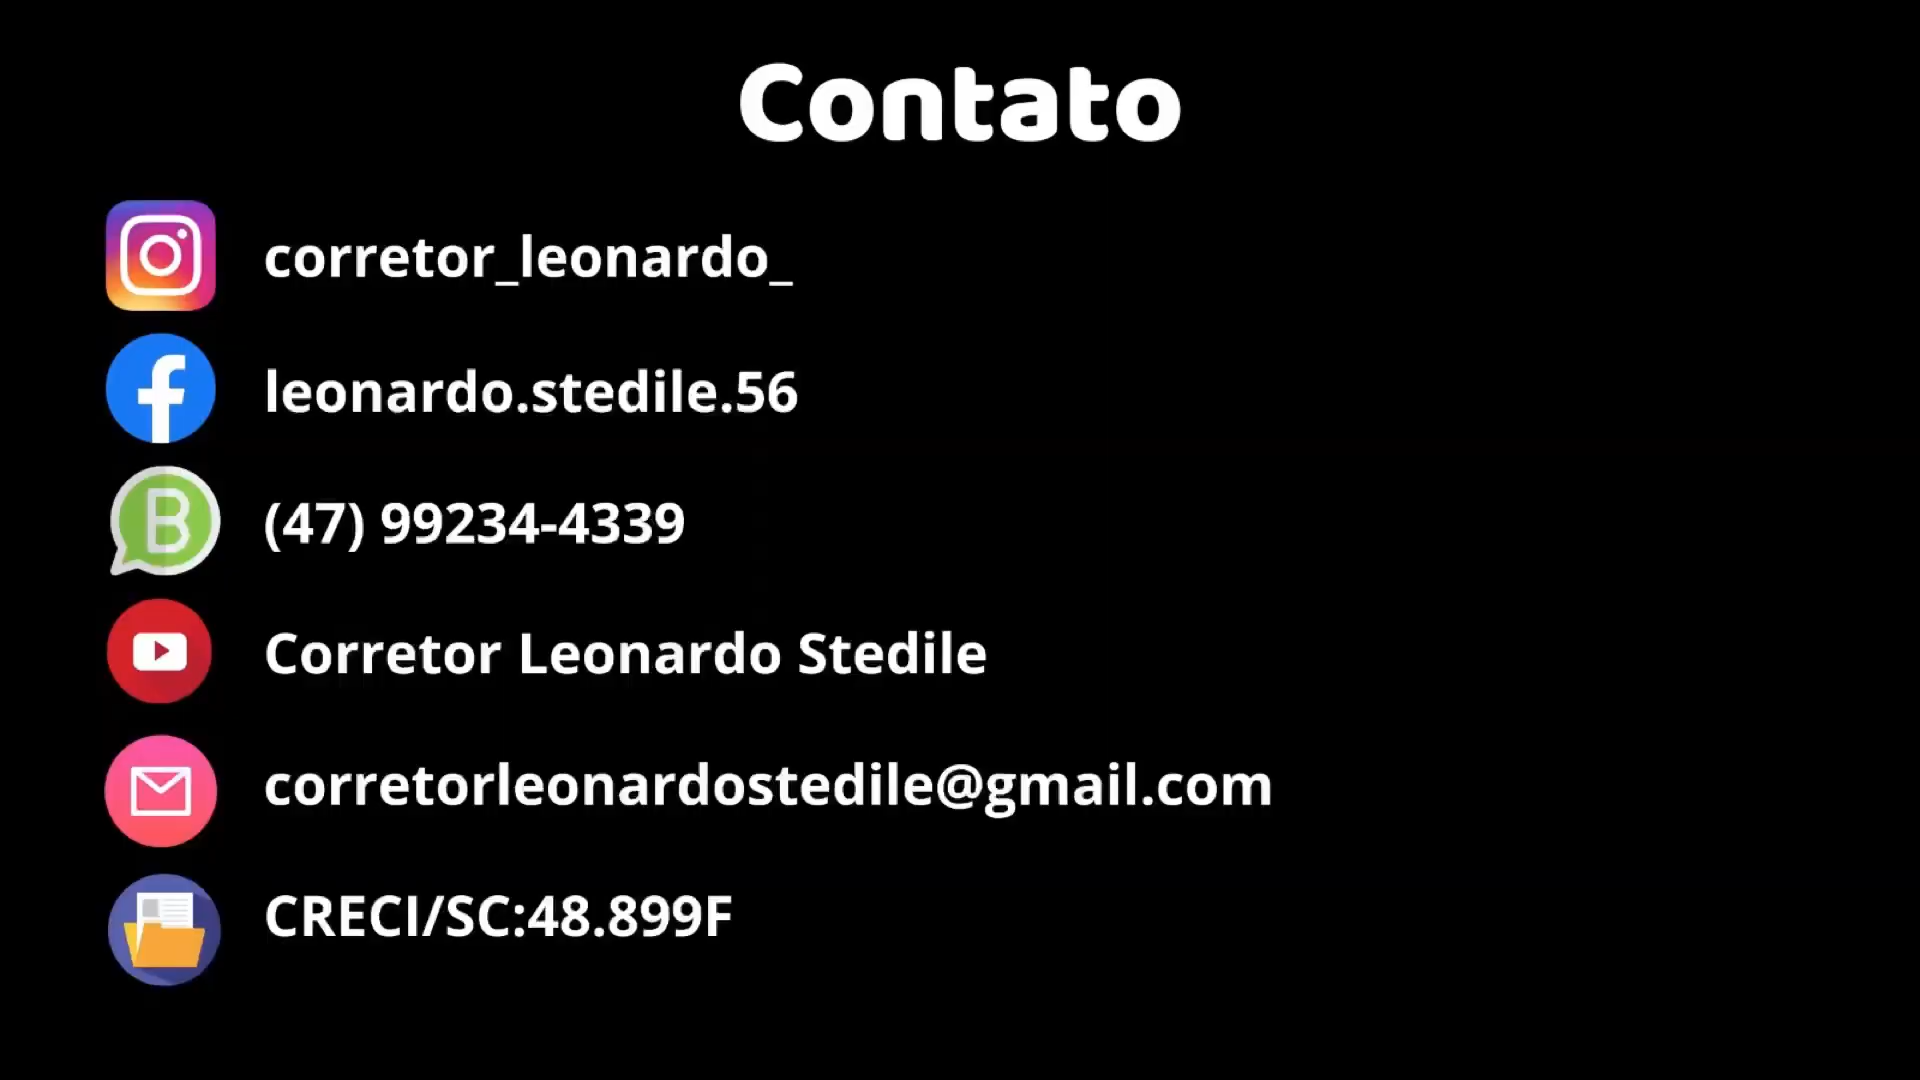 Contato
corretor_leonardo_
leonardo.stedile.56
(47) 99234-4339
Corretor Leonardo Stedile
corretorleonardostedile@gmail.com
CRECI/SC:48.899F